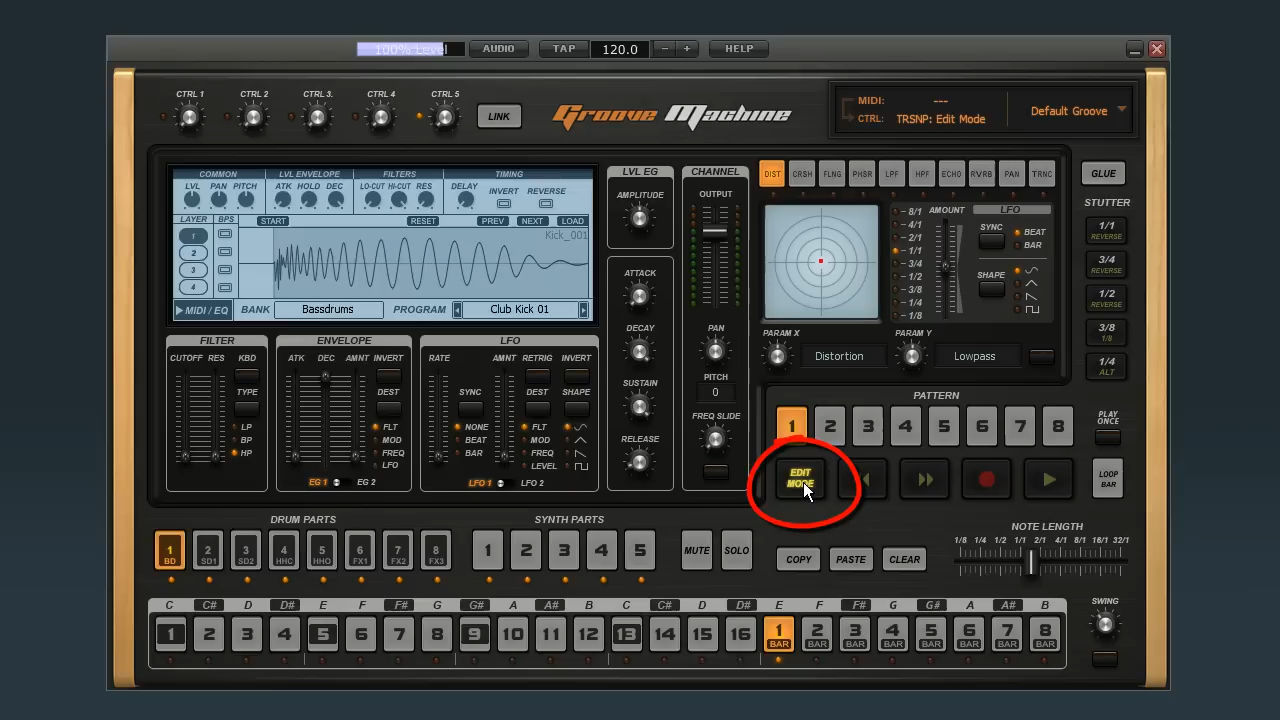 100% Level AUDIO TAP 120.0 − + HELP
CTRL 1 CTRL 2 CTRL 3. CTRL 4 CTRL 5
LINK
Groove Machine
MIDI: ---
CTRL: TRSNP: Edit Mode
Default Groove
COMMON LVL ENVELOPE FILTERS TIMING
LVL PAN PITCH ATK HOLD DEC LO-CUT HI-CUT RES DELAY INVERT REVERSE
LAYER BPS START RESET PREV NEXT LOAD
Kick_001
1
2
3
4
MIDI / EQ BANK Bassdrums PROGRAM Club Kick 01
LVL EG
AMPLITUDE
ATTACK
DECAY
SUSTAIN
RELEASE
CHANNEL
OUTPUT
PAN
PITCH
0
FREQ SLIDE
DIST CRSH FLNG PHSR LPF HPF ECHO RVRB PAN TRNC
GLUE
8/1
4/1
2/1
1/1
3/4
1/2
3/8
1/4
1/8
AMOUNT
LFO
SYNC BEAT
BAR
SHAPE
PARAM X PARAM Y
Distortion Lowpass
STUTTER
1/1
REVERSE
3/4
REVERSE
1/2
REVERSE
3/8
1/8
1/4
ALT
FILTER
CUTOFF RES KBD
TYPE
LP
BP
HP
ENVELOPE
ATK DEC AMNT INVERT
DEST
FLT
MOD
FREQ
LFO
EG 1 EG 2
LFO
RATE AMNT RETRIG INVERT
SYNC DEST SHAPE
NONE FLT
BEAT MOD
BAR FREQ
LEVEL
LFO 1 LFO 2
PATTERN
1 2 3 4 5 6 7 8
PLAY
ONCE
EDIT
MODE
LOOP
BAR
DRUM PARTS SYNTH PARTS
1 2 3 4 5 6 7 8
BD SD1 SD2 HHC HHO FX1 FX2 FX3
1 2 3 4 5
MUTE SOLO
COPY PASTE CLEAR
NOTE LENGTH
1/8 1/4 1/2 1/1 2/1 4/1 8/1 16/1 32/1
C C# D D# E F F# G G# A A# B C C# D D# E F F# G G# A A# B
1 2 3 4 5 6 7 8 9 10 11 12 13 14 15 16 1 2 3 4 5 6 7 8
BAR BAR BAR BAR BAR BAR BAR BAR
SWING